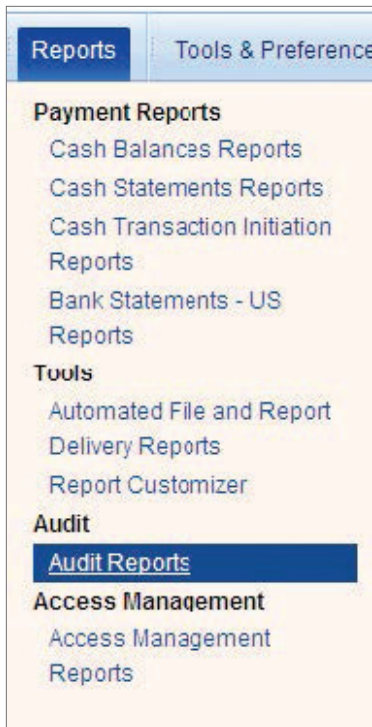 Reports Tools & Preference
Payment Reports
Cash Balances Reports
Cash Statements Reports
Cash Transaction Initiation
Reports
Bank Statements - US
Reports
Tools
Automated File and Report
Delivery Reports
Report Customizer
Audit
Audit Reports
Access Management
Access Management
Reports